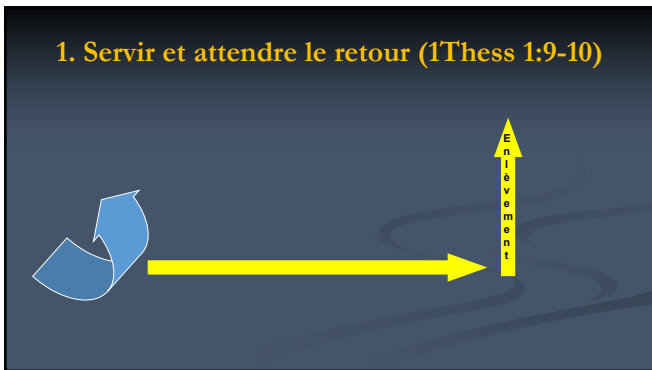 1. Servir et attendre le retour (1Thess 1:9-10)
Enlèvement